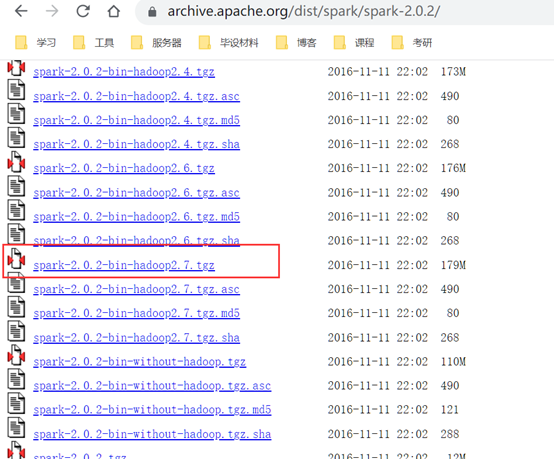 archive.apache.org/dist/spark/spark-2.0.2/
学习 工具 服务器 毕设材料 博客 课程 考研
spark-2.0.2-bin-hadoop2.4.tgz 2016-11-11 22:02 173M
spark-2.0.2-bin-hadoop2.4.tgz.asc 2016-11-11 22:02 490
spark-2.0.2-bin-hadoop2.4.tgz.md5 2016-11-11 22:02 80
spark-2.0.2-bin-hadoop2.4.tgz.sha 2016-11-11 22:02 268
spark-2.0.2-bin-hadoop2.6.tgz 2016-11-11 22:02 176M
spark-2.0.2-bin-hadoop2.6.tgz.asc 2016-11-11 22:02 490
spark-2.0.2-bin-hadoop2.6.tgz.md5 2016-11-11 22:02 80
spark-2.0.2-bin-hadoop2.6.tgz.sha 2016-11-11 22:02 268
spark-2.0.2-bin-hadoop2.7.tgz 2016-11-11 22:02 179M
spark-2.0.2-bin-hadoop2.7.tgz.asc 2016-11-11 22:02 490
spark-2.0.2-bin-hadoop2.7.tgz.md5 2016-11-11 22:02 80
spark-2.0.2-bin-hadoop2.7.tgz.sha 2016-11-11 22:02 268
spark-2.0.2-bin-without-hadoop.tgz 2016-11-11 22:02 110M
spark-2.0.2-bin-without-hadoop.tgz.asc 2016-11-11 22:02 490
spark-2.0.2-bin-without-hadoop.tgz.md5 2016-11-11 22:02 121
spark-2.0.2-bin-without-hadoop.tgz.sha 2016-11-11 22:02 288
spark-2.0.2.tgz 2016-11-11 22:02 12M